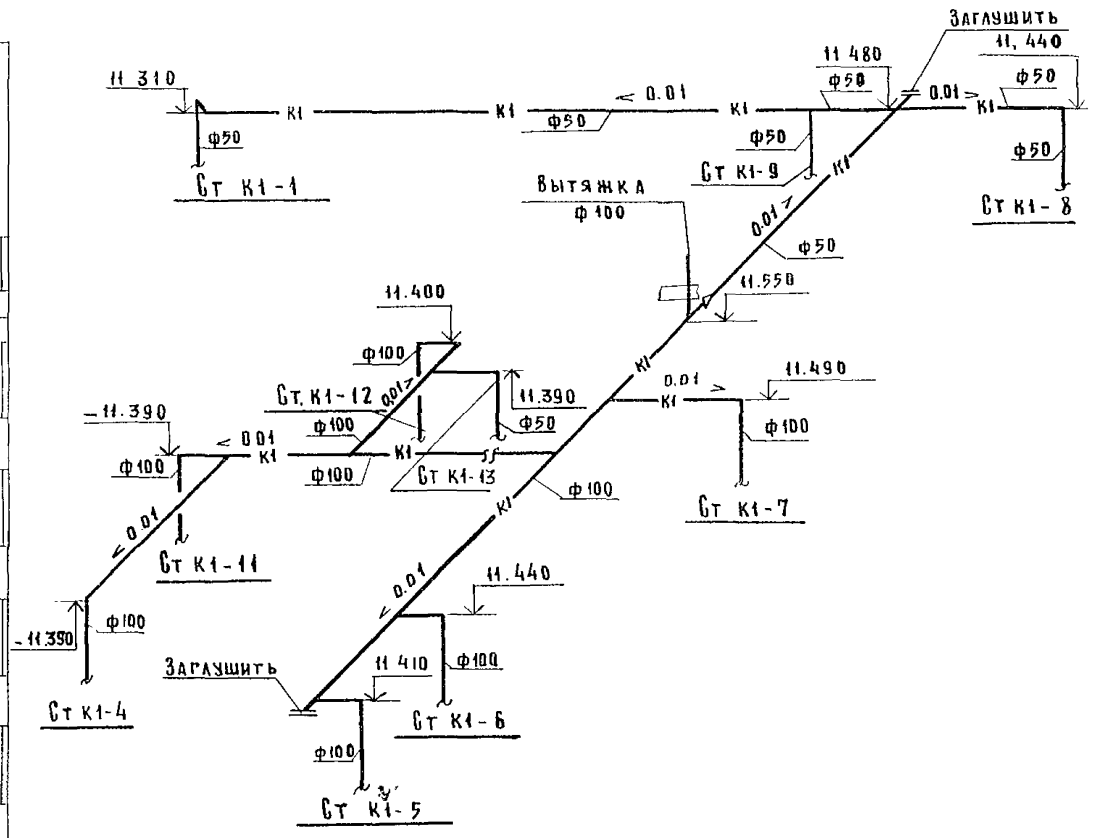 Заглушить
11 310
11 480
11,440
ф50
< 0.01
ф50
0.01 >
ф50
К1
К1
К1
К1
ф50
ф50
ф50
ф50
Ст К1-1
Ст К1-9
К1
Ст К1-8
Вытяжка
ф100
0.01 >
ф50
11.400
11.550
ф100
К1
Ст. К1-12
0,01 >
11.390
0.01 >
К1
11.490
-11.390
< 001
К1
ф100
К1
ф50
ф100
ф100
ф100
Ст К1-13
ф100
К1
Ст К1-7
< 0.01
Ст К1-11
< 0.01
11.440
-11.390
ф100
Заглушить
11 410
ф100
Ст К1-4
Ст К1-6
ф100
Ст К1-5